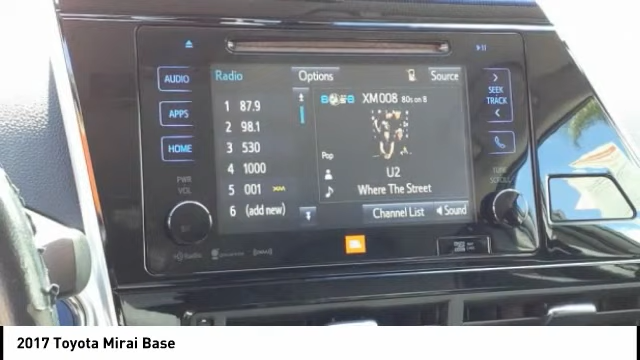 AUDIO
APPS
HOME
PWR
VOL
Radio
Options
Source
1 87.9
2 98.1
3 530
4 1000
5 001 XM
6 (add new)
XM008 80s on 8
Pop
U2
Where The Street
Channel List
Sound
SEEK
TRACK
TUNE
SCROLL
JBL
2017 Toyota Mirai Base